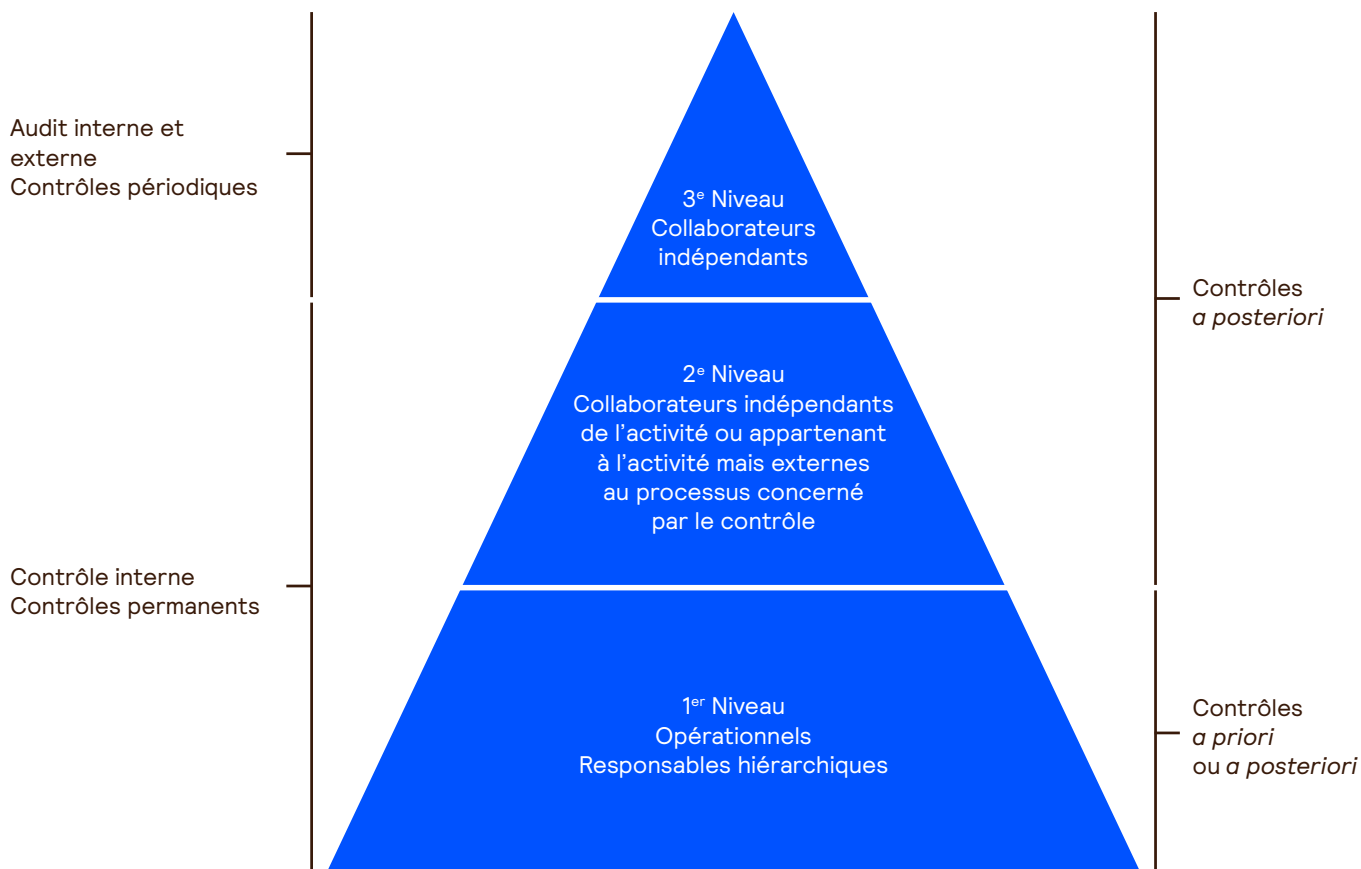 Audit interne et
externe
Contrôles périodiques
3e Niveau
Collaborateurs
indépendants
Contrôles
a posteriori
2e Niveau
Collaborateurs indépendants
de l’activité ou appartenant
à l’activité mais externes
au processus concerné
par le contrôle
Contrôle interne
Contrôles permanents
1er Niveau
Opérationnels
Responsables hiérarchiques
Contrôles
a priori
ou a posteriori